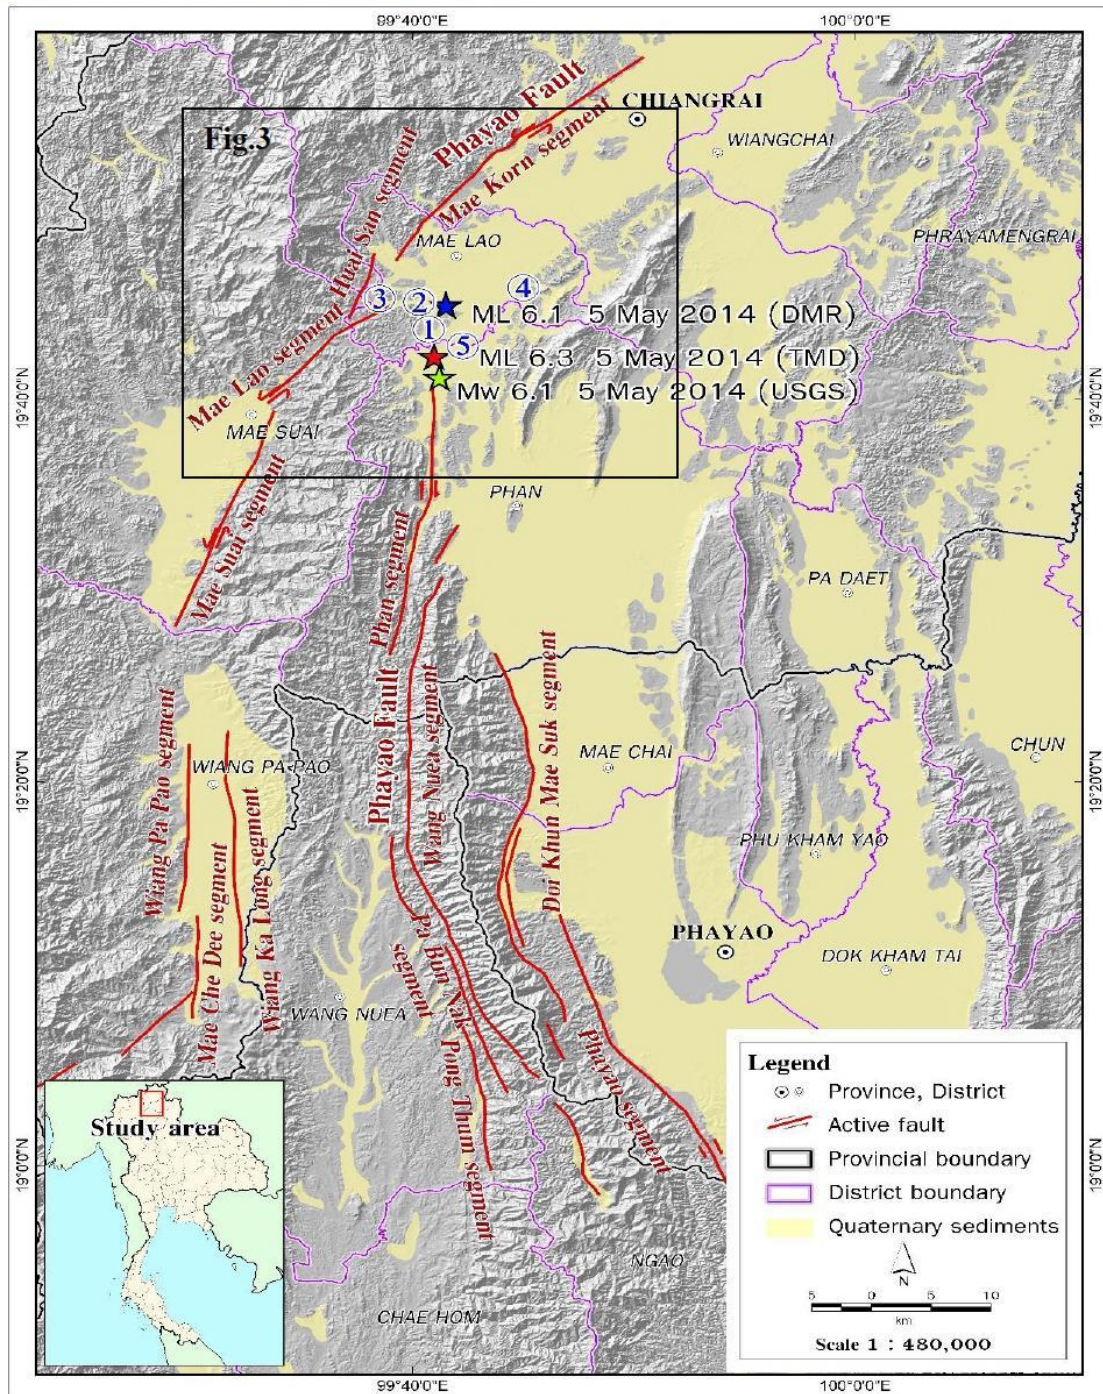 99°40'0"E
100°0'0"E
Fig.3
Phayao Fault
CHIANGRAI
WIANGCHAI
Mae Korn segment
Huai San segment
MAE LAO
PHRAYAMENGRAI
3
2
4
ML 6.1 5 May 2014 (DMR)
1
5
ML 6.3 5 May 2014 (TMD)
Mae Lao segment
Mw 6.1 5 May 2014 (USGS)
19°40'0"N
19°40'0"N
MAE SUAI
PHAN
Mae Suai segment
Phan segment
PA DAET
Phayao Fault
Wang Nuea segment
Doi Khun Mae Suk segment
MAE CHAI
CHUN
Wiang Pa Pao segment
WIANG PA PAO
19°20'0"N
19°20'0"N
PHU KHAM YAO
Mae Che Dee segment
Wiang Ka Long segment
PHAYAO
DOK KHAM TAI
Pa Bun Nak
segment
WANG NUEA
Pong Thum segment
Phayao segment
Study area
19°0'0"N
19°0'0"N
NGAO
CHAE HOM
Legend
Province, District
Active fault
Provincial boundary
District boundary
Quaternary sediments
N
5 0 5 10
km
Scale 1 : 480,000
99°40'0"E
100°0'0"E